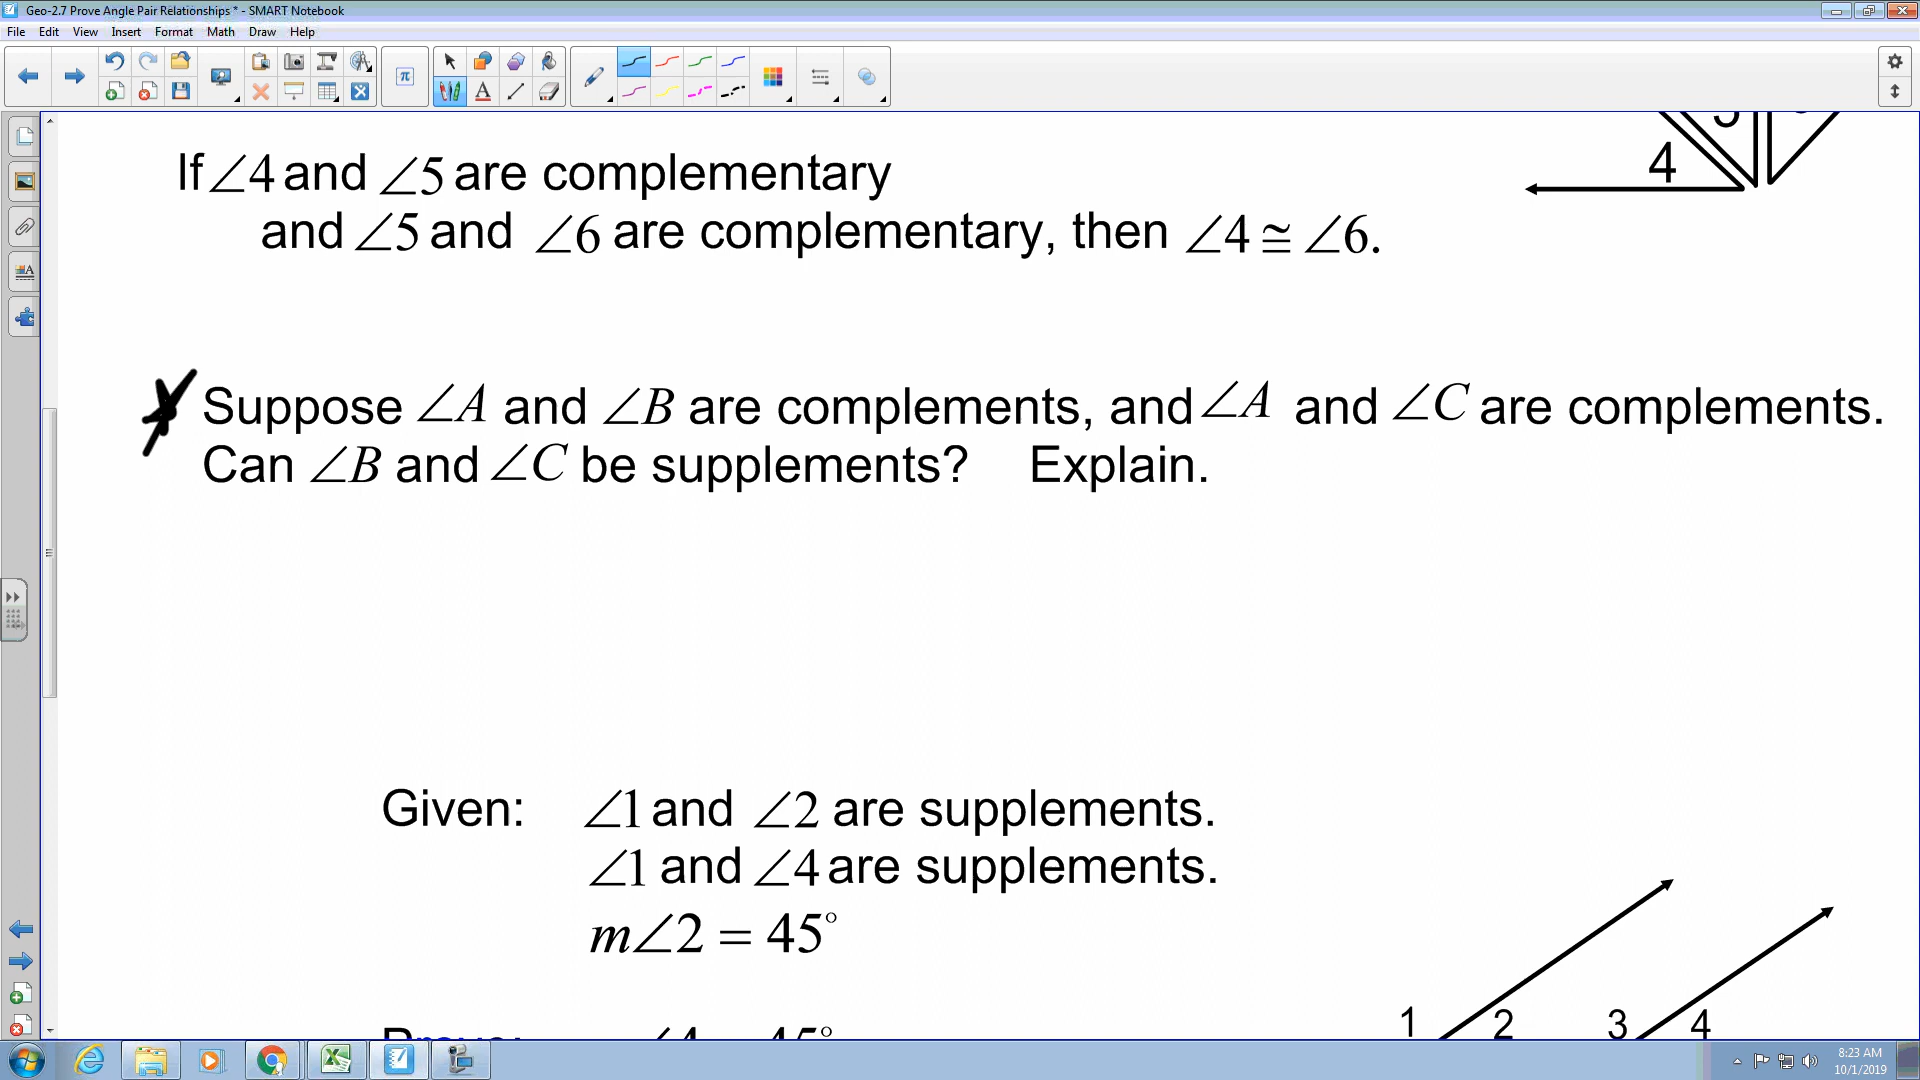 Geo-2.7 Prove Angle Pair Relationships * - SMART Notebook
File Edit View Insert Format Math Draw Help
If ∠4 and ∠5 are complementary
and ∠5 and ∠6 are complementary, then ∠4 ≅ ∠6.
4
Suppose ∠A and ∠B are complements, and ∠A and ∠C are complements.
Can ∠B and ∠C be supplements? Explain.
Given: ∠1 and ∠2 are supplements.
∠1 and ∠4 are supplements.
m∠2 = 45°
1 2 3 4
8:23 AM
10/1/2019